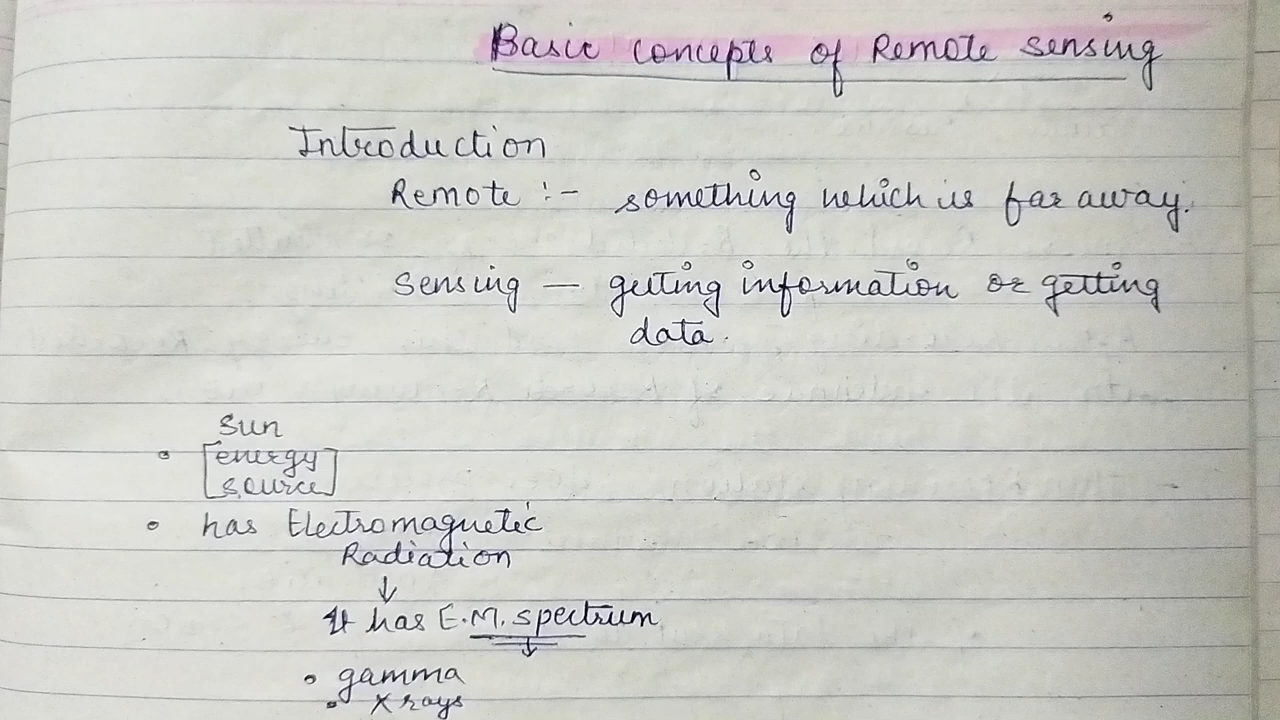 Basic concepts of Remote sensing
Introduction
Remote :- something which is far away.
Sensing — getting information or getting
data.
Sun
• [energy
source]
• has Electromagnetic
Radiation
↓
It has E.M. spectrum
↓
• gamma
• X rays